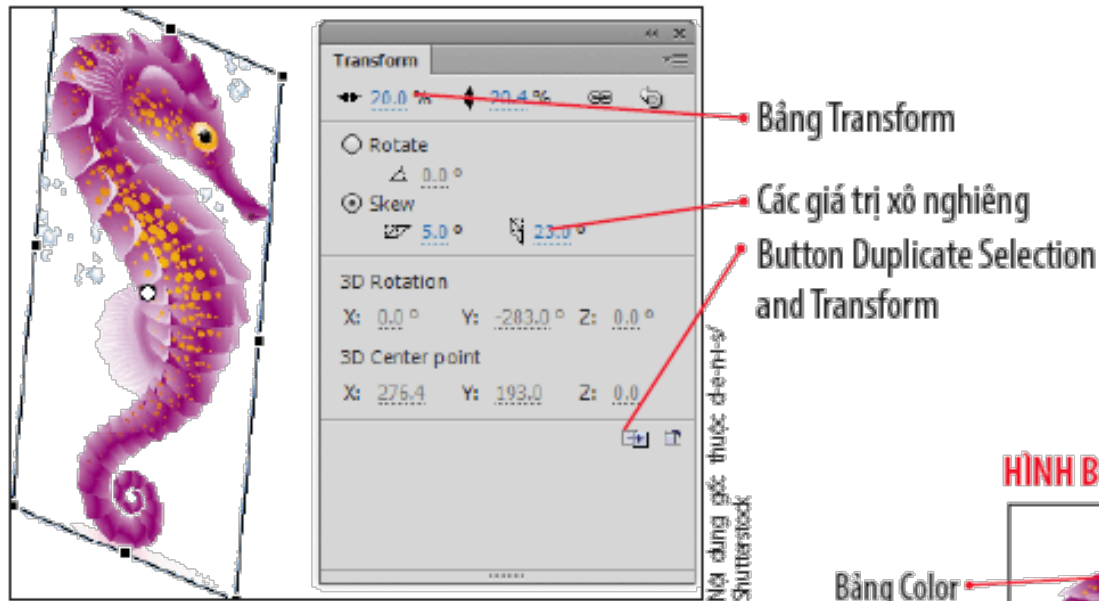 Transform
20.0 % 20.4 %
Rotate
0.0 °
Skew
5.0 ° 23.0 °
3D Rotation
X: 0.0 ° Y: -283.0 ° Z: 0.0 °
3D Center point
X: 276.4 Y: 193.0 Z: 0.0
Bảng Transform
Các giá trị xô nghiêng
Button Duplicate Selection
and Transform
Nội dung gốc thuộc d-e-n-i-s/
Shutterstock
HÌNH B
Bảng Color